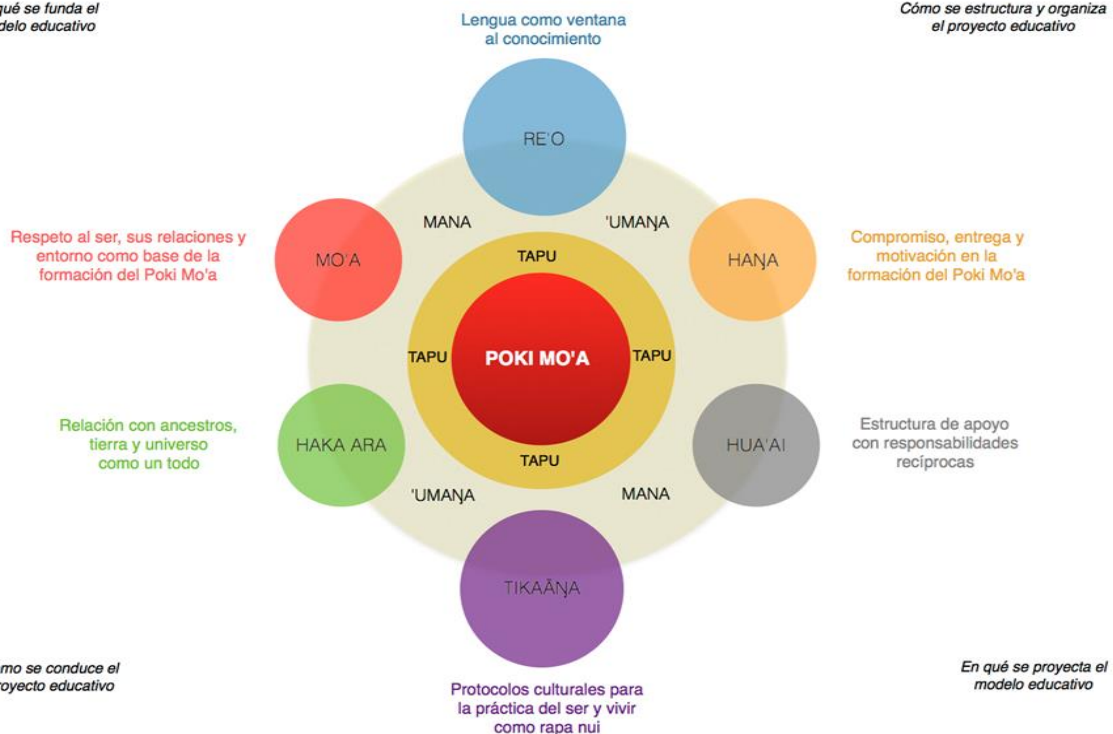 qué se funda el
delo educativo
Cómo se estructura y organiza
el proyecto educativo
Lengua como ventana
al conocimiento
RE'O
MANA
'UMAŊA
Respeto al ser, sus relaciones y
entorno como base de la
formación del Poki Mo'a
MO'A
TAPU
HAŊA
Compromiso, entrega y
motivación en la
formación del Poki Mo'a
TAPU
POKI MO'A
TAPU
Relación con ancestros,
tierra y universo
como un todo
HAKA ARA
TAPU
HUA'AI
Estructura de apoyo
con responsabilidades
recíprocas
'UMAŊA
MANA
TIKAĀŊA
mo se conduce el
royecto educativo
Protocolos culturales para
la práctica del ser y vivir
como rapa nui
En qué se proyecta el
modelo educativo